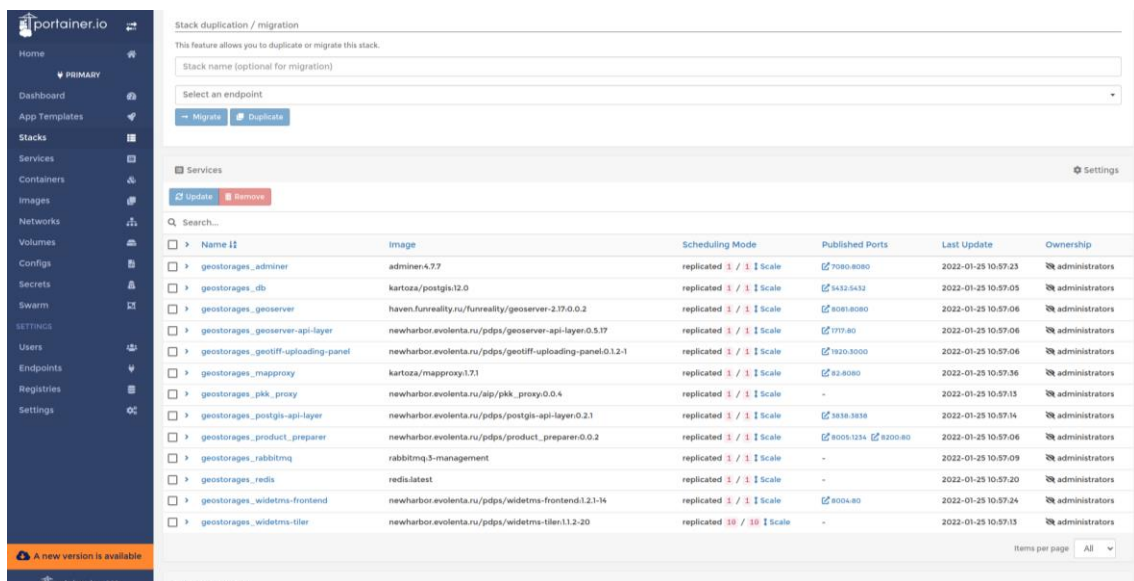 portainer.io
Home
PRIMARY
Dashboard
App Templates
Stacks
Services
Containers
Images
Networks
Volumes
Configs
Secrets
Swarm
SETTINGS
Users
Endpoints
Registries
Settings
A new version is available
Stack duplication / migration
This feature allows you to duplicate or migrate this stack.
Stack name (optional for migration)
Select an endpoint
Migrate Duplicate
Services Settings
Update Remove
Search...
Name Image Scheduling Mode Published Ports Last Update Ownership
geostorages_adminer adminer:4.7.7 replicated 1 / 1 Scale 7080:8080 2022-01-25 10:57:23 administrators
geostorages_db kartoza/postgis:12.0 replicated 1 / 1 Scale 5432:5432 2022-01-25 10:57:05 administrators
geostorages_geoserver haven.funreality.ru/funreality/geoserver-2.17:0.0.2 replicated 1 / 1 Scale 8081:8080 2022-01-25 10:57:06 administrators
geostorages_geoserver-api-layer newharbor.evolenta.ru/pdps/geoserver-api-layer:0.5.17 replicated 1 / 1 Scale 1717:80 2022-01-25 10:57:06 administrators
geostorages_geotiff-uploading-panel newharbor.evolenta.ru/pdps/geotiff-uploading-panel:0.1.2-1 replicated 1 / 1 Scale 1920:3000 2022-01-25 10:57:06 administrators
geostorages_mapproxy kartoza/mapproxy:1.7.1 replicated 1 / 1 Scale 82:8080 2022-01-25 10:57:36 administrators
geostorages_pkk_proxy newharbor.evolenta.ru/aip/pkk_proxy:0.0.4 replicated 1 / 1 Scale - 2022-01-25 10:57:13 administrators
geostorages_postgis-api-layer newharbor.evolenta.ru/pdps/postgis-api-layer:0.2.1 replicated 1 / 1 Scale 3838:3838 2022-01-25 10:57:14 administrators
geostorages_product_preparer newharbor.evolenta.ru/pdps/product_preparer:0.0.2 replicated 1 / 1 Scale 8005:1234 8200:80 2022-01-25 10:57:06 administrators
geostorages_rabbitmq rabbitmq:3-management replicated 1 / 1 Scale - 2022-01-25 10:57:09 administrators
geostorages_redis redis:latest replicated 1 / 1 Scale - 2022-01-25 10:57:20 administrators
geostorages_widetms-frontend newharbor.evolenta.ru/pdps/widetms-frontend:1.2.1-14 replicated 1 / 1 Scale 8004:80 2022-01-25 10:57:24 administrators
geostorages_widetms-tiler newharbor.evolenta.ru/pdps/widetms-tiler:1.1.2-20 replicated 10 / 10 Scale - 2022-01-25 10:57:13 administrators
Items per page All